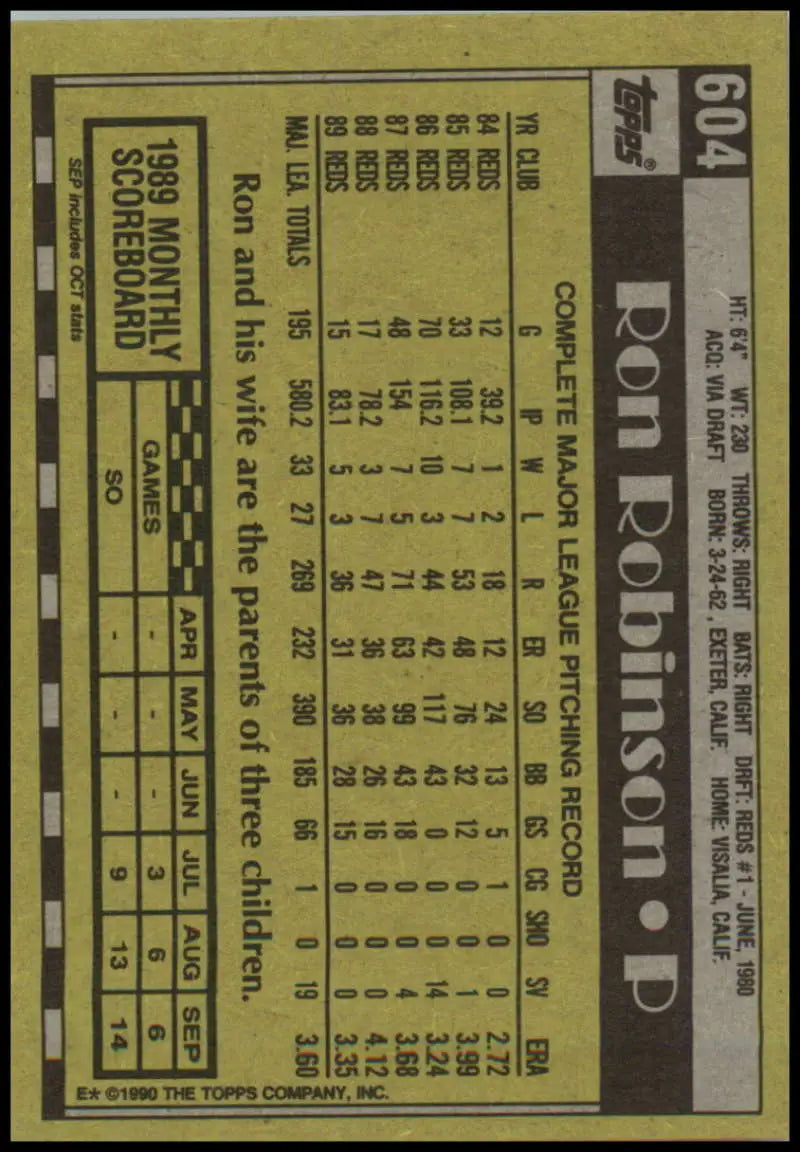 604
HT: 6'4" WT: 230 THROWS: RIGHT BATS: RIGHT DRFT: REDS #1 - JUNE, 1980
ACQ: VIA DRAFT BORN: 3-24-62, EXETER, CALIF. HOME: VISALIA, CALIF.
TOPPS® Ron Robinson • P
COMPLETE MAJOR LEAGUE PITCHING RECORD
YR CLUB G IP W L R ER SO BB GS CG SHO SV ERA
84 REDS 12 39.2 1 2 18 12 24 13 5 1 0 0 2.72
85 REDS 33 108.1 7 7 53 48 76 32 12 0 0 1 3.99
86 REDS 70 116.2 10 3 44 42 117 43 0 0 0 14 3.24
87 REDS 48 154 7 5 71 63 99 43 18 0 0 4 3.68
88 REDS 17 78.2 3 7 47 36 38 26 16 0 0 0 4.12
89 REDS 15 83.1 5 3 36 31 36 28 15 0 0 0 3.35
MAJ. LEA. TOTALS 195 580.2 33 27 269 232 390 185 66 1 0 19 3.60
Ron and his wife are the parents of three children.
1989 MONTHLY
SCOREBOARD
APR MAY JUN JUL AUG SEP
GAMES - - - 3 6 6
SO - - - 9 13 14
SEP includes OCT stats
E* ©1990 THE TOPPS COMPANY, INC.